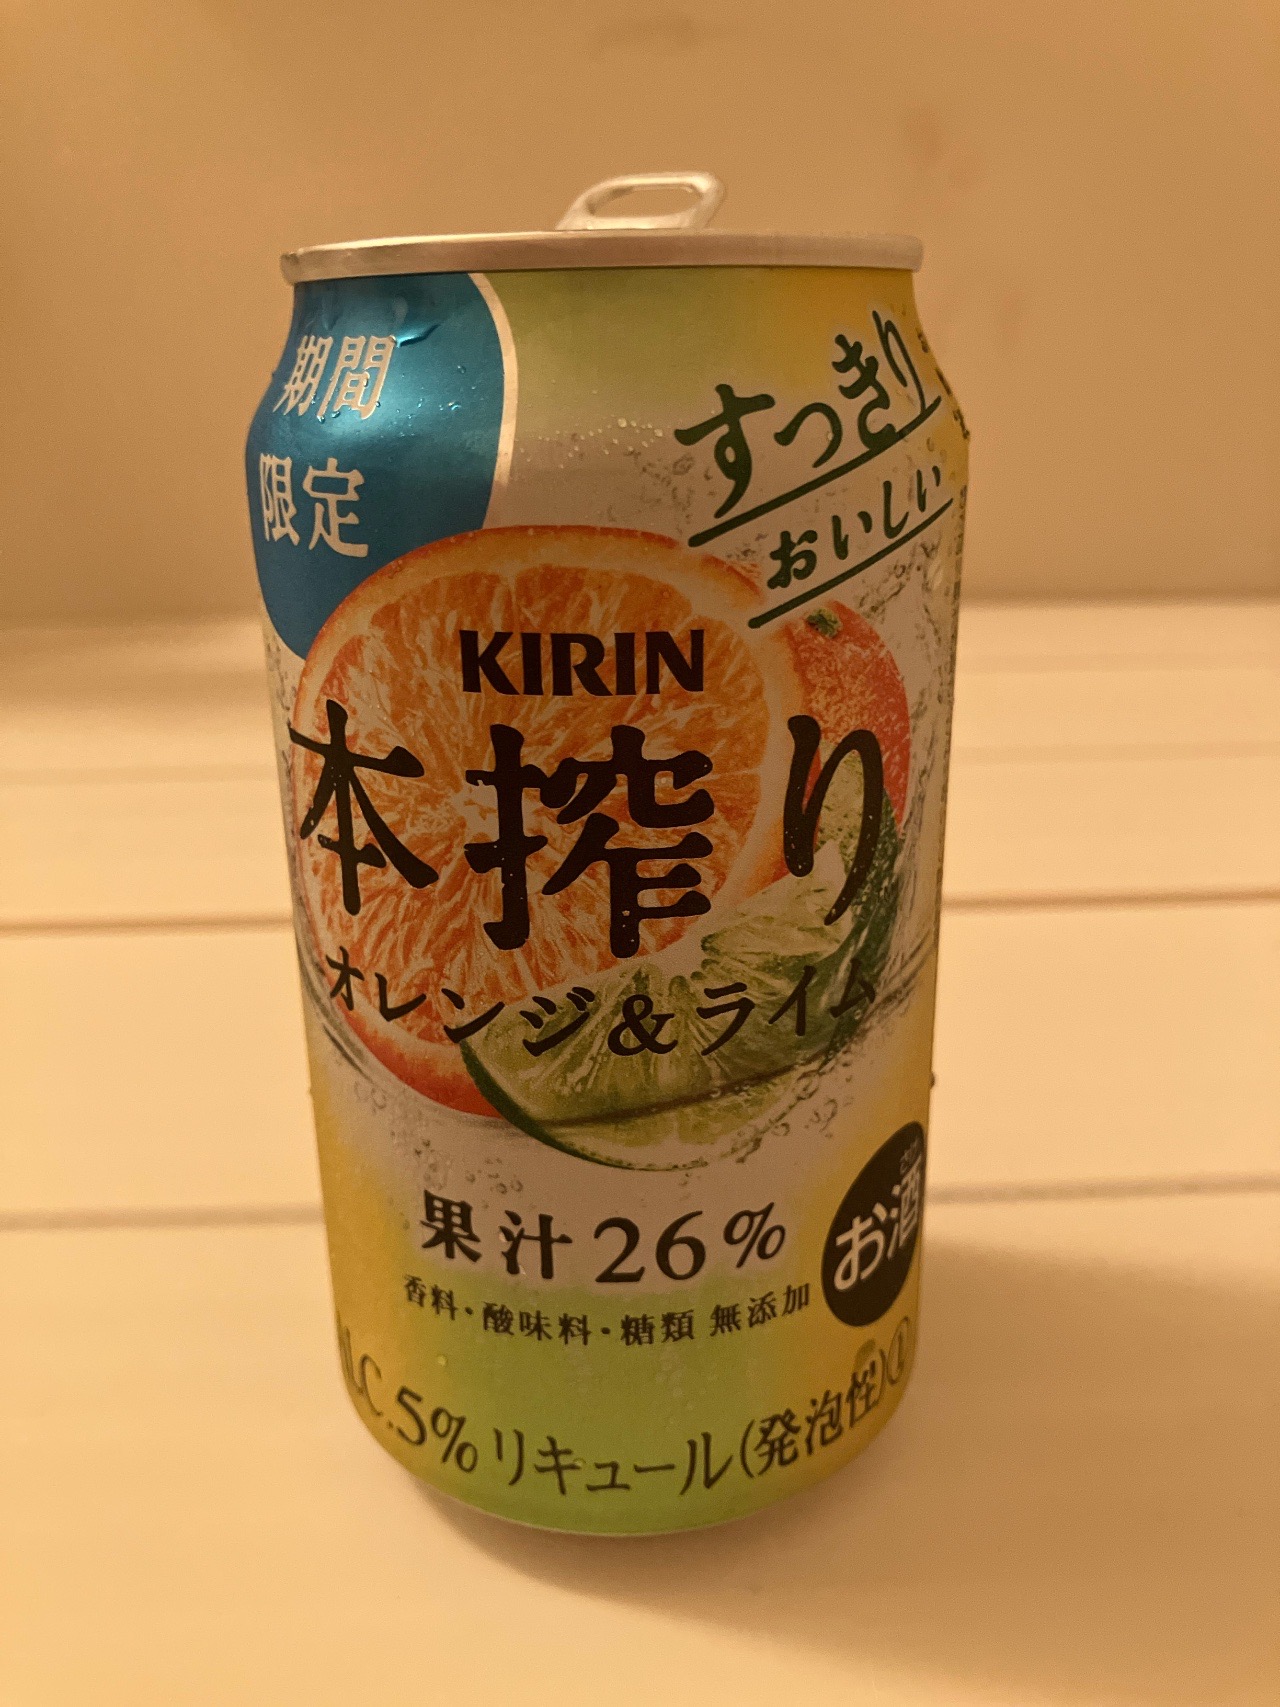 期間
限定
すっきり
おいしい
KIRIN
本搾り
オレンジ&ライム
果汁26%
香料・酸味料・糖類 無添加
お酒
ALC.5% リキュール(発泡性)①